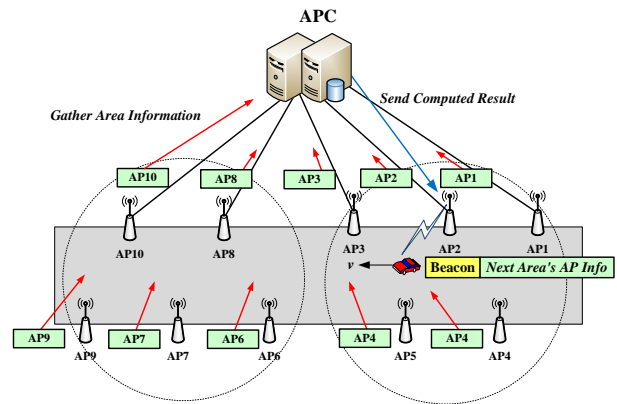 APC
Gather Area Information
Send Computed Result
AP10
AP8
AP3
AP2
AP1
AP10
AP8
AP3
AP2
AP1
v
Beacon
Next Area's AP Info
AP9
AP7
AP6
AP4
AP4
AP9
AP7
AP6
AP5
AP4